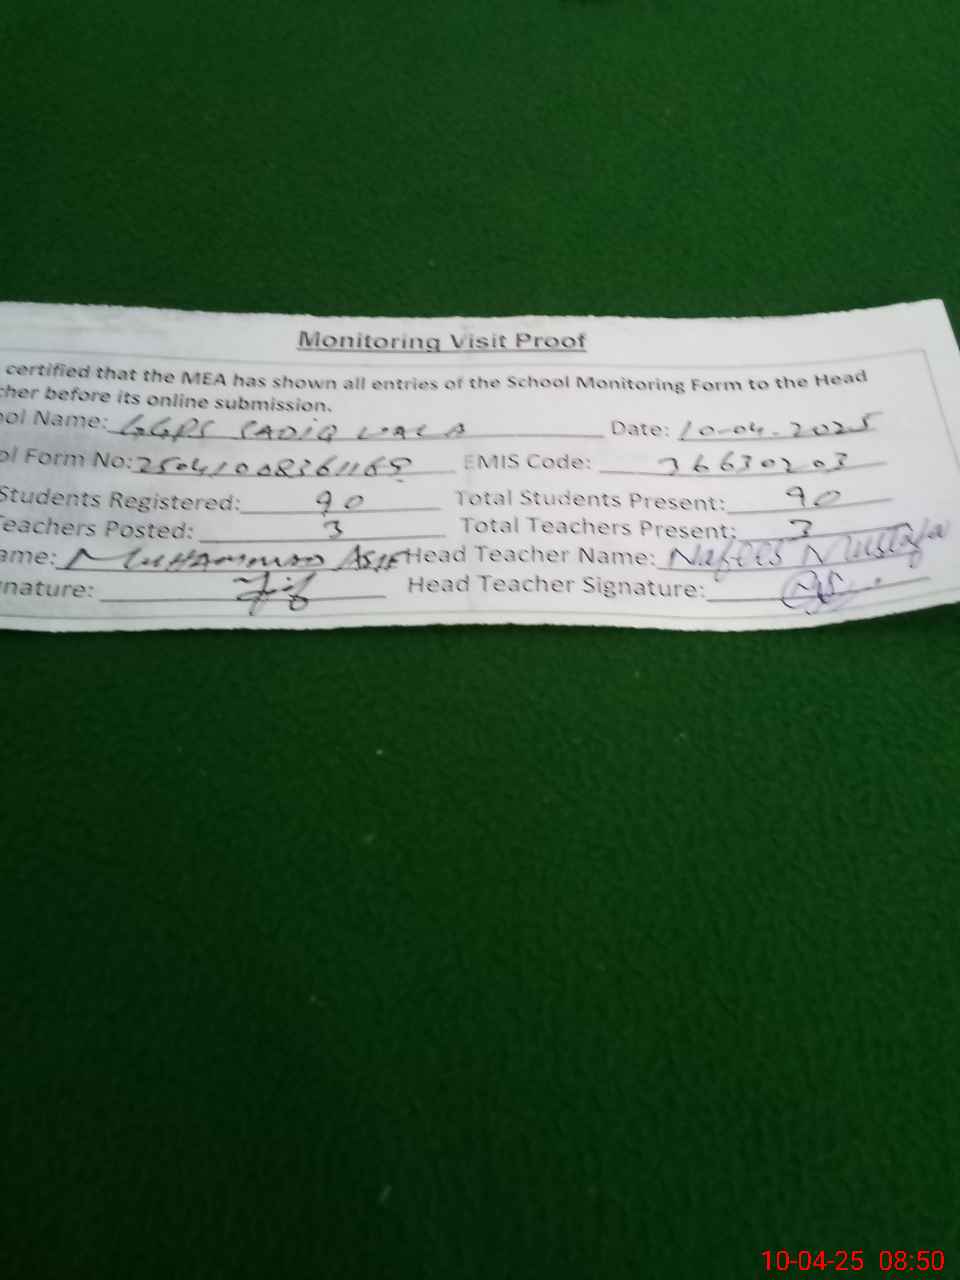 Monitoring Visit Proof
certified that the MEA has shown all entries of the School Monitoring Form to the Head
cher before its online submission.
ool Name: GGPS SADIQ WALA Date: 10-04-2025
ol Form No: EMIS Code: 36630203
Students Registered: 90 Total Students Present: 90
Teachers Posted: 3 Total Teachers Present: 3
ame: MUHAMMAD ASIF Head Teacher Name: Nafees Mustafa
nature: Head Teacher Signature:
10-04-25 08:50